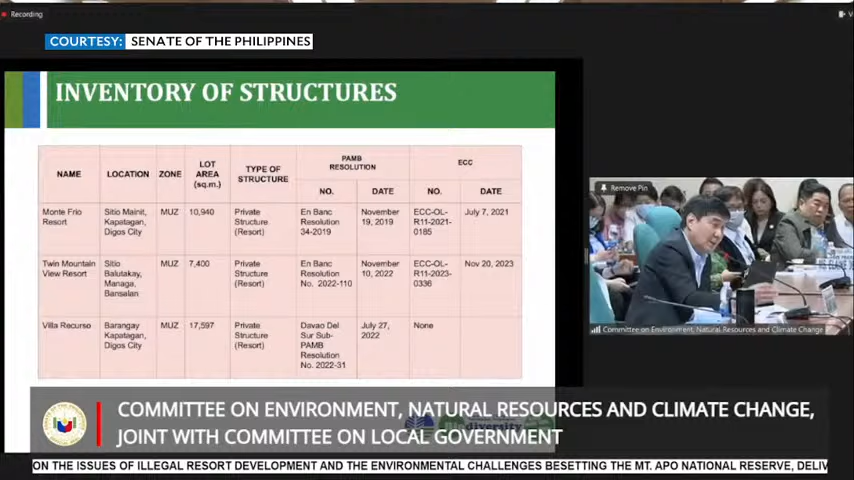 Recording
COURTESY: SENATE OF THE PHILIPPINES
INVENTORY OF STRUCTURES
NAME LOCATION ZONE LOT AREA (sq.m.) TYPE OF STRUCTURE PAMB RESOLUTION ECC
NO. DATE NO. DATE
Monte Frio Resort Sitio Mainit, Kapatagan, Digos City MUZ 10,940 Private Structure (Resort) En Banc Resolution 34-2019 November 19, 2019 ECC-OL-R11-2021-0185 July 7, 2021
Twin Mountain View Resort Sitio Balutakay, Managa, Bansalan MUZ 7,400 Private Structure (Resort) En Banc Resolution No. 2022-110 November 10, 2022 ECC-OL-R11-2023-0336 Nov 20, 2023
Villa Recurso Barangay Kapatagan, Digos City MUZ 17,597 Private Structure (Resort) Davao Del Sur Sub-PAMB Resolution No. 2022-31 July 27, 2022 None
Remove Pin
Committee on Environment, Natural Resources and Climate Change
COMMITTEE ON ENVIRONMENT, NATURAL RESOURCES AND CLIMATE CHANGE,
JOINT WITH COMMITTEE ON LOCAL GOVERNMENT
ON THE ISSUES OF ILLEGAL RESORT DEVELOPMENT AND THE ENVIRONMENTAL CHALLENGES BESETTING THE MT. APO NATIONAL RESERVE, DELIV